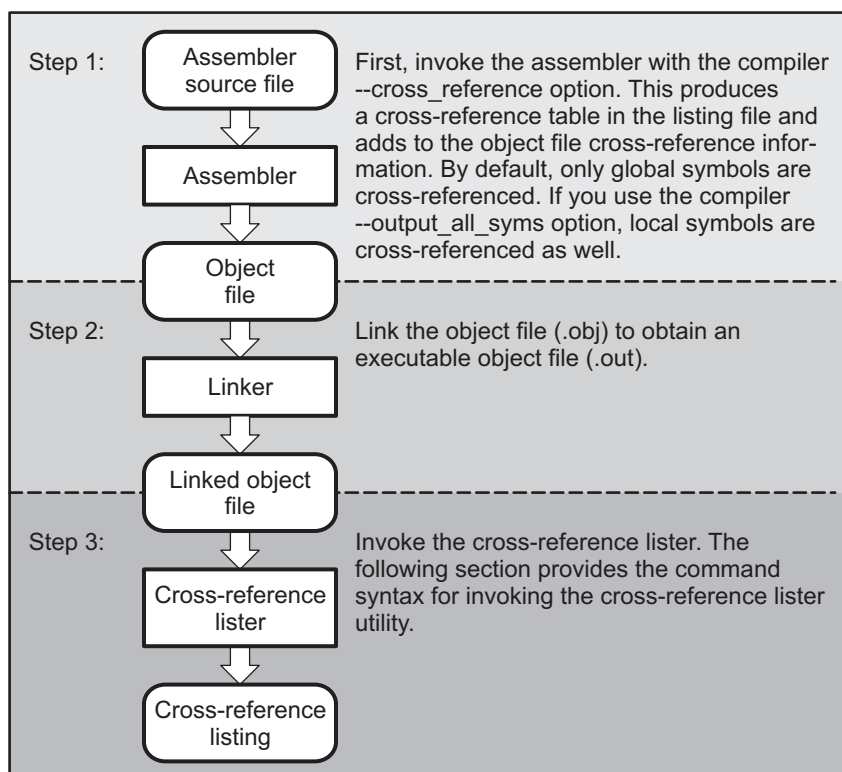 Step 1:
Assembler
source file
Assembler
Object
file
First, invoke the assembler with the compiler
--cross_reference option. This produces
a cross-reference table in the listing file and
adds to the object file cross-reference infor-
mation. By default, only global symbols are
cross-referenced. If you use the compiler
--output_all_syms option, local symbols are
cross-referenced as well.
Step 2:
Linker
Linked object
file
Link the object file (.obj) to obtain an
executable object file (.out).
Step 3:
Cross-reference
lister
Cross-reference
listing
Invoke the cross-reference lister. The
following section provides the command
syntax for invoking the cross-reference lister
utility.